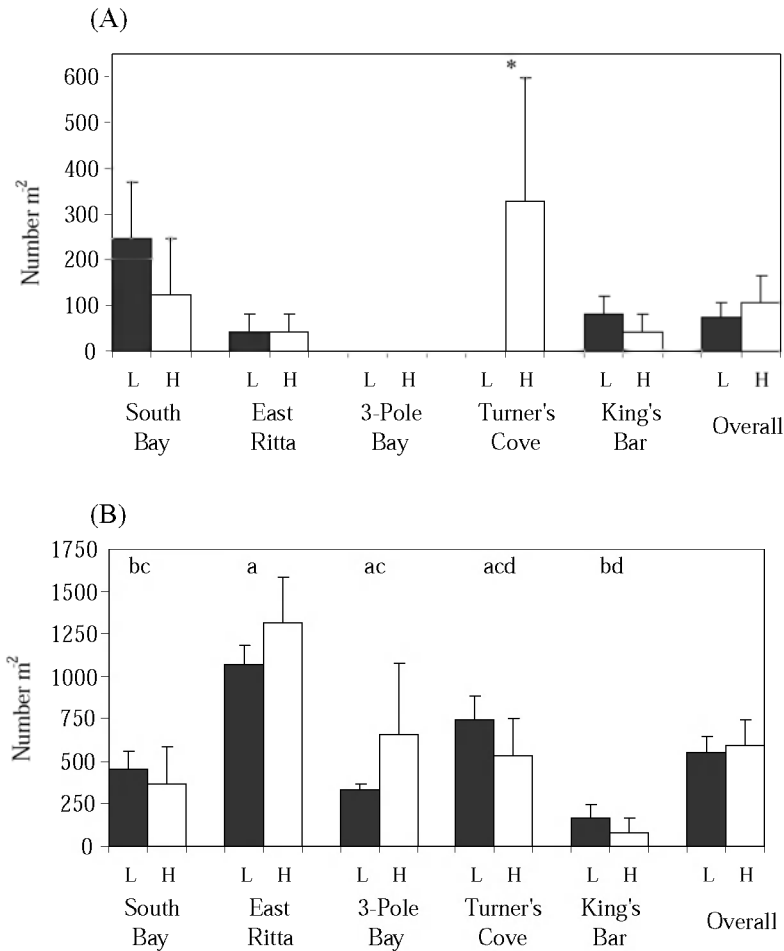 (A)
600
*
500
400
300
200
100
0
Number m-2
L H L H L H L H L H L H
South Bay East Ritta 3-Pole Bay Turner's Cove King's Bar Overall
(B)
1750
bc a ac acd bd
1500
1250
1000
750
500
250
0
Number m-2
L H L H L H L H L H L H
South Bay East Ritta 3-Pole Bay Turner's Cove King's Bar Overall